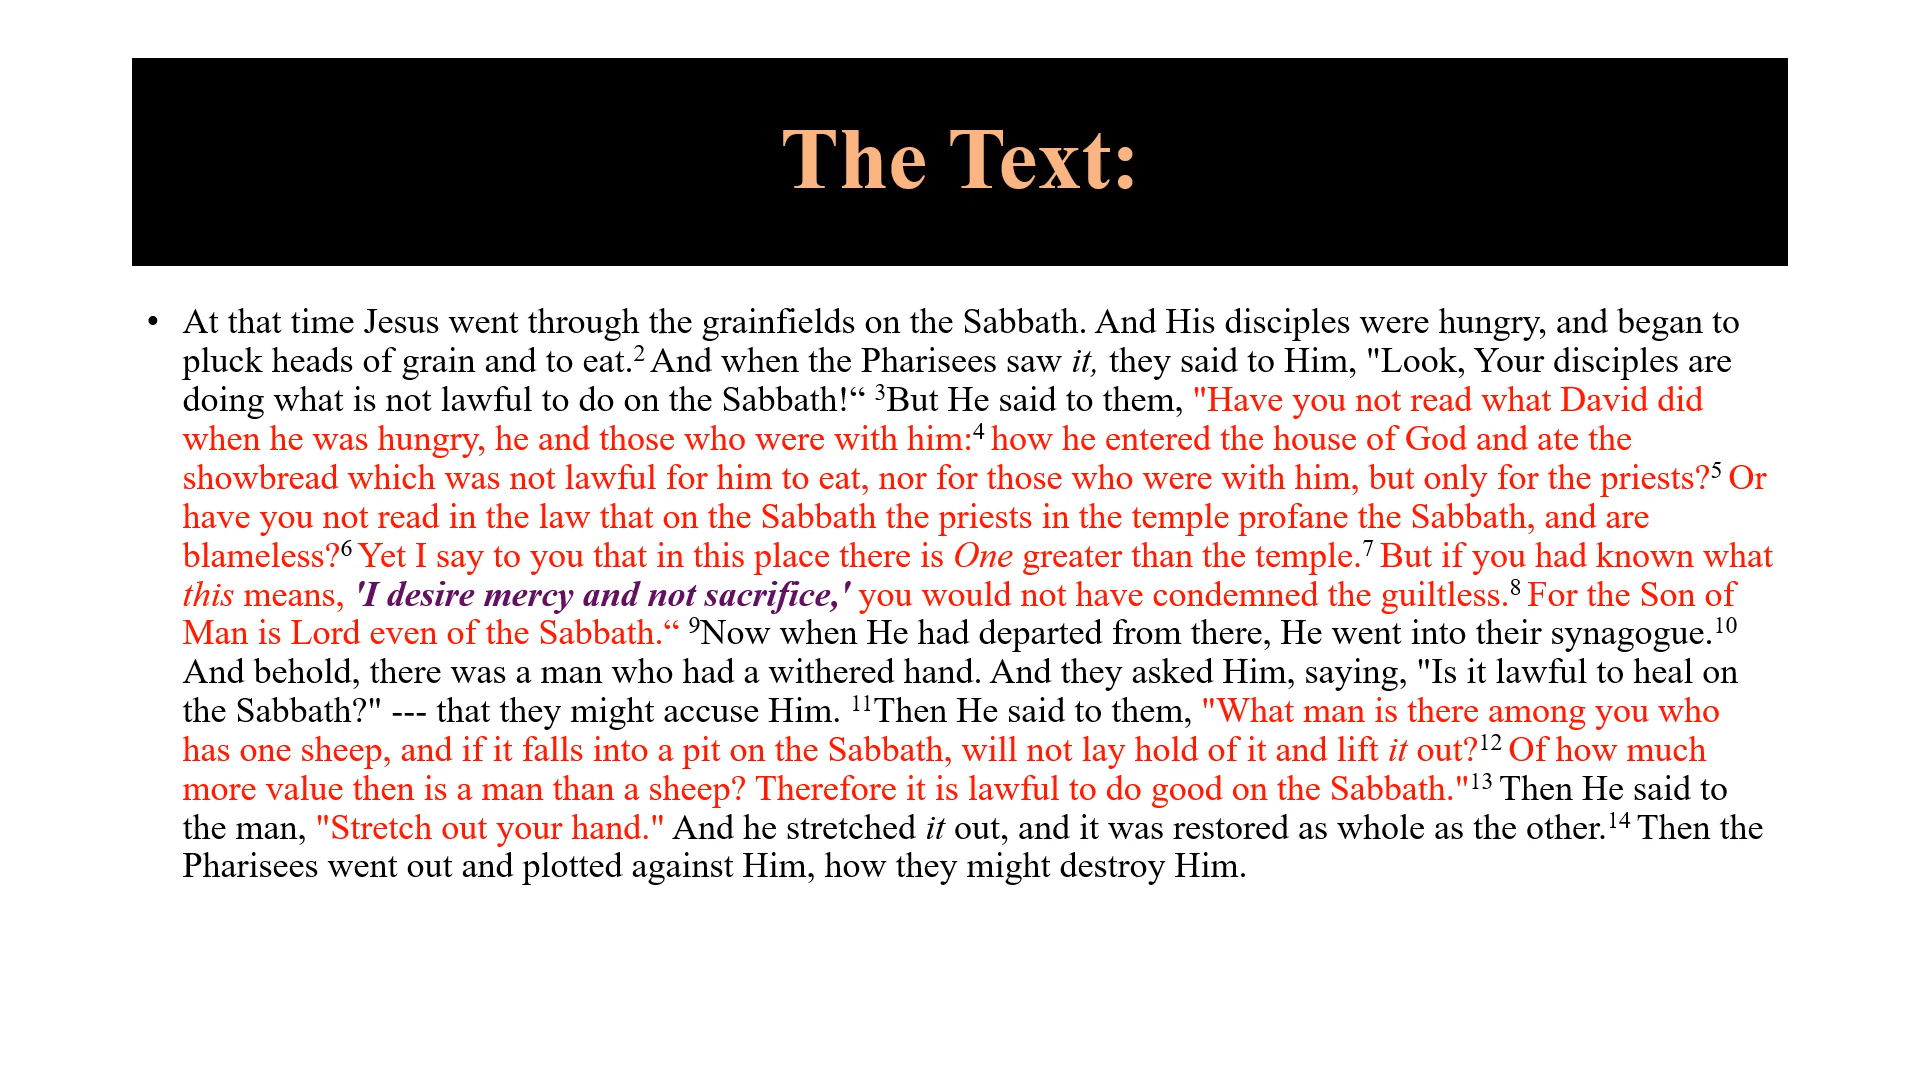 The Text:
• At that time Jesus went through the grainfields on the Sabbath. And His disciples were hungry, and began to
pluck heads of grain and to eat.2 And when the Pharisees saw it, they said to Him, "Look, Your disciples are
doing what is not lawful to do on the Sabbath!“ 3But He said to them, "Have you not read what David did
when he was hungry, he and those who were with him:4 how he entered the house of God and ate the
showbread which was not lawful for him to eat, nor for those who were with him, but only for the priests?5 Or
have you not read in the law that on the Sabbath the priests in the temple profane the Sabbath, and are
blameless?6 Yet I say to you that in this place there is One greater than the temple.7 But if you had known what
this means, 'I desire mercy and not sacrifice,' you would not have condemned the guiltless.8 For the Son of
Man is Lord even of the Sabbath.“ 9Now when He had departed from there, He went into their synagogue.10
And behold, there was a man who had a withered hand. And they asked Him, saying, "Is it lawful to heal on
the Sabbath?" --- that they might accuse Him. 11Then He said to them, "What man is there among you who
has one sheep, and if it falls into a pit on the Sabbath, will not lay hold of it and lift it out?12 Of how much
more value then is a man than a sheep? Therefore it is lawful to do good on the Sabbath."13 Then He said to
the man, "Stretch out your hand." And he stretched it out, and it was restored as whole as the other.14 Then the
Pharisees went out and plotted against Him, how they might destroy Him.